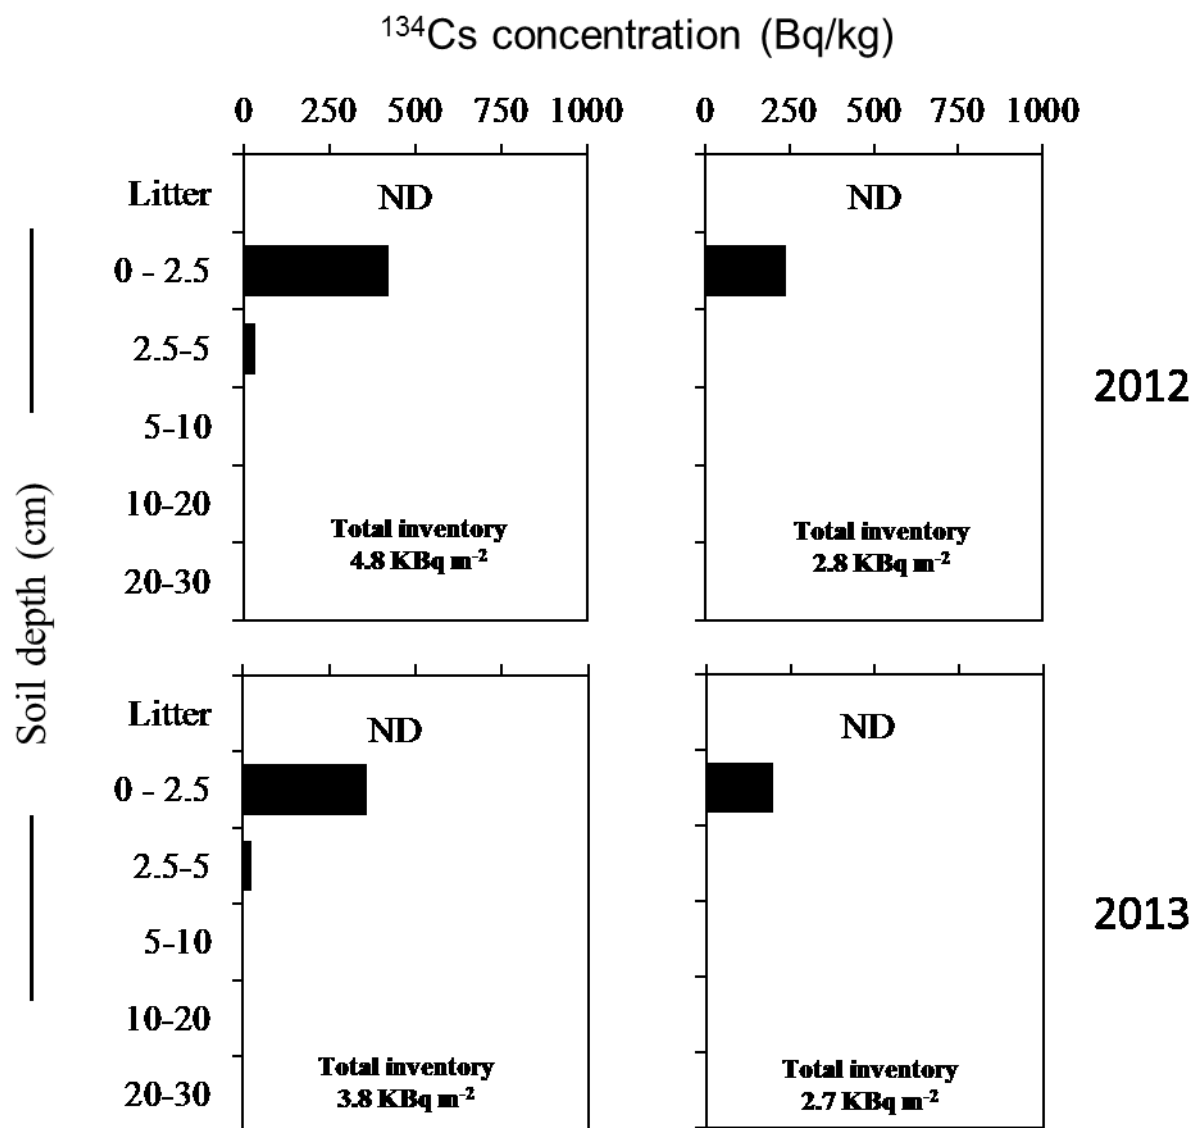 ¹³⁴Cs concentration (Bq/kg)
0 250 500 750 1000
0 250 500 750 1000
Soil depth (cm)
Litter
0 - 2.5
2.5-5
5-10
10-20
20-30
ND
Total inventory
4.8 KBq m⁻²
ND
Total inventory
2.8 KBq m⁻²
2012
Litter
0 - 2.5
2.5-5
5-10
10-20
20-30
ND
Total inventory
3.8 KBq m⁻²
ND
Total inventory
2.7 KBq m⁻²
2013